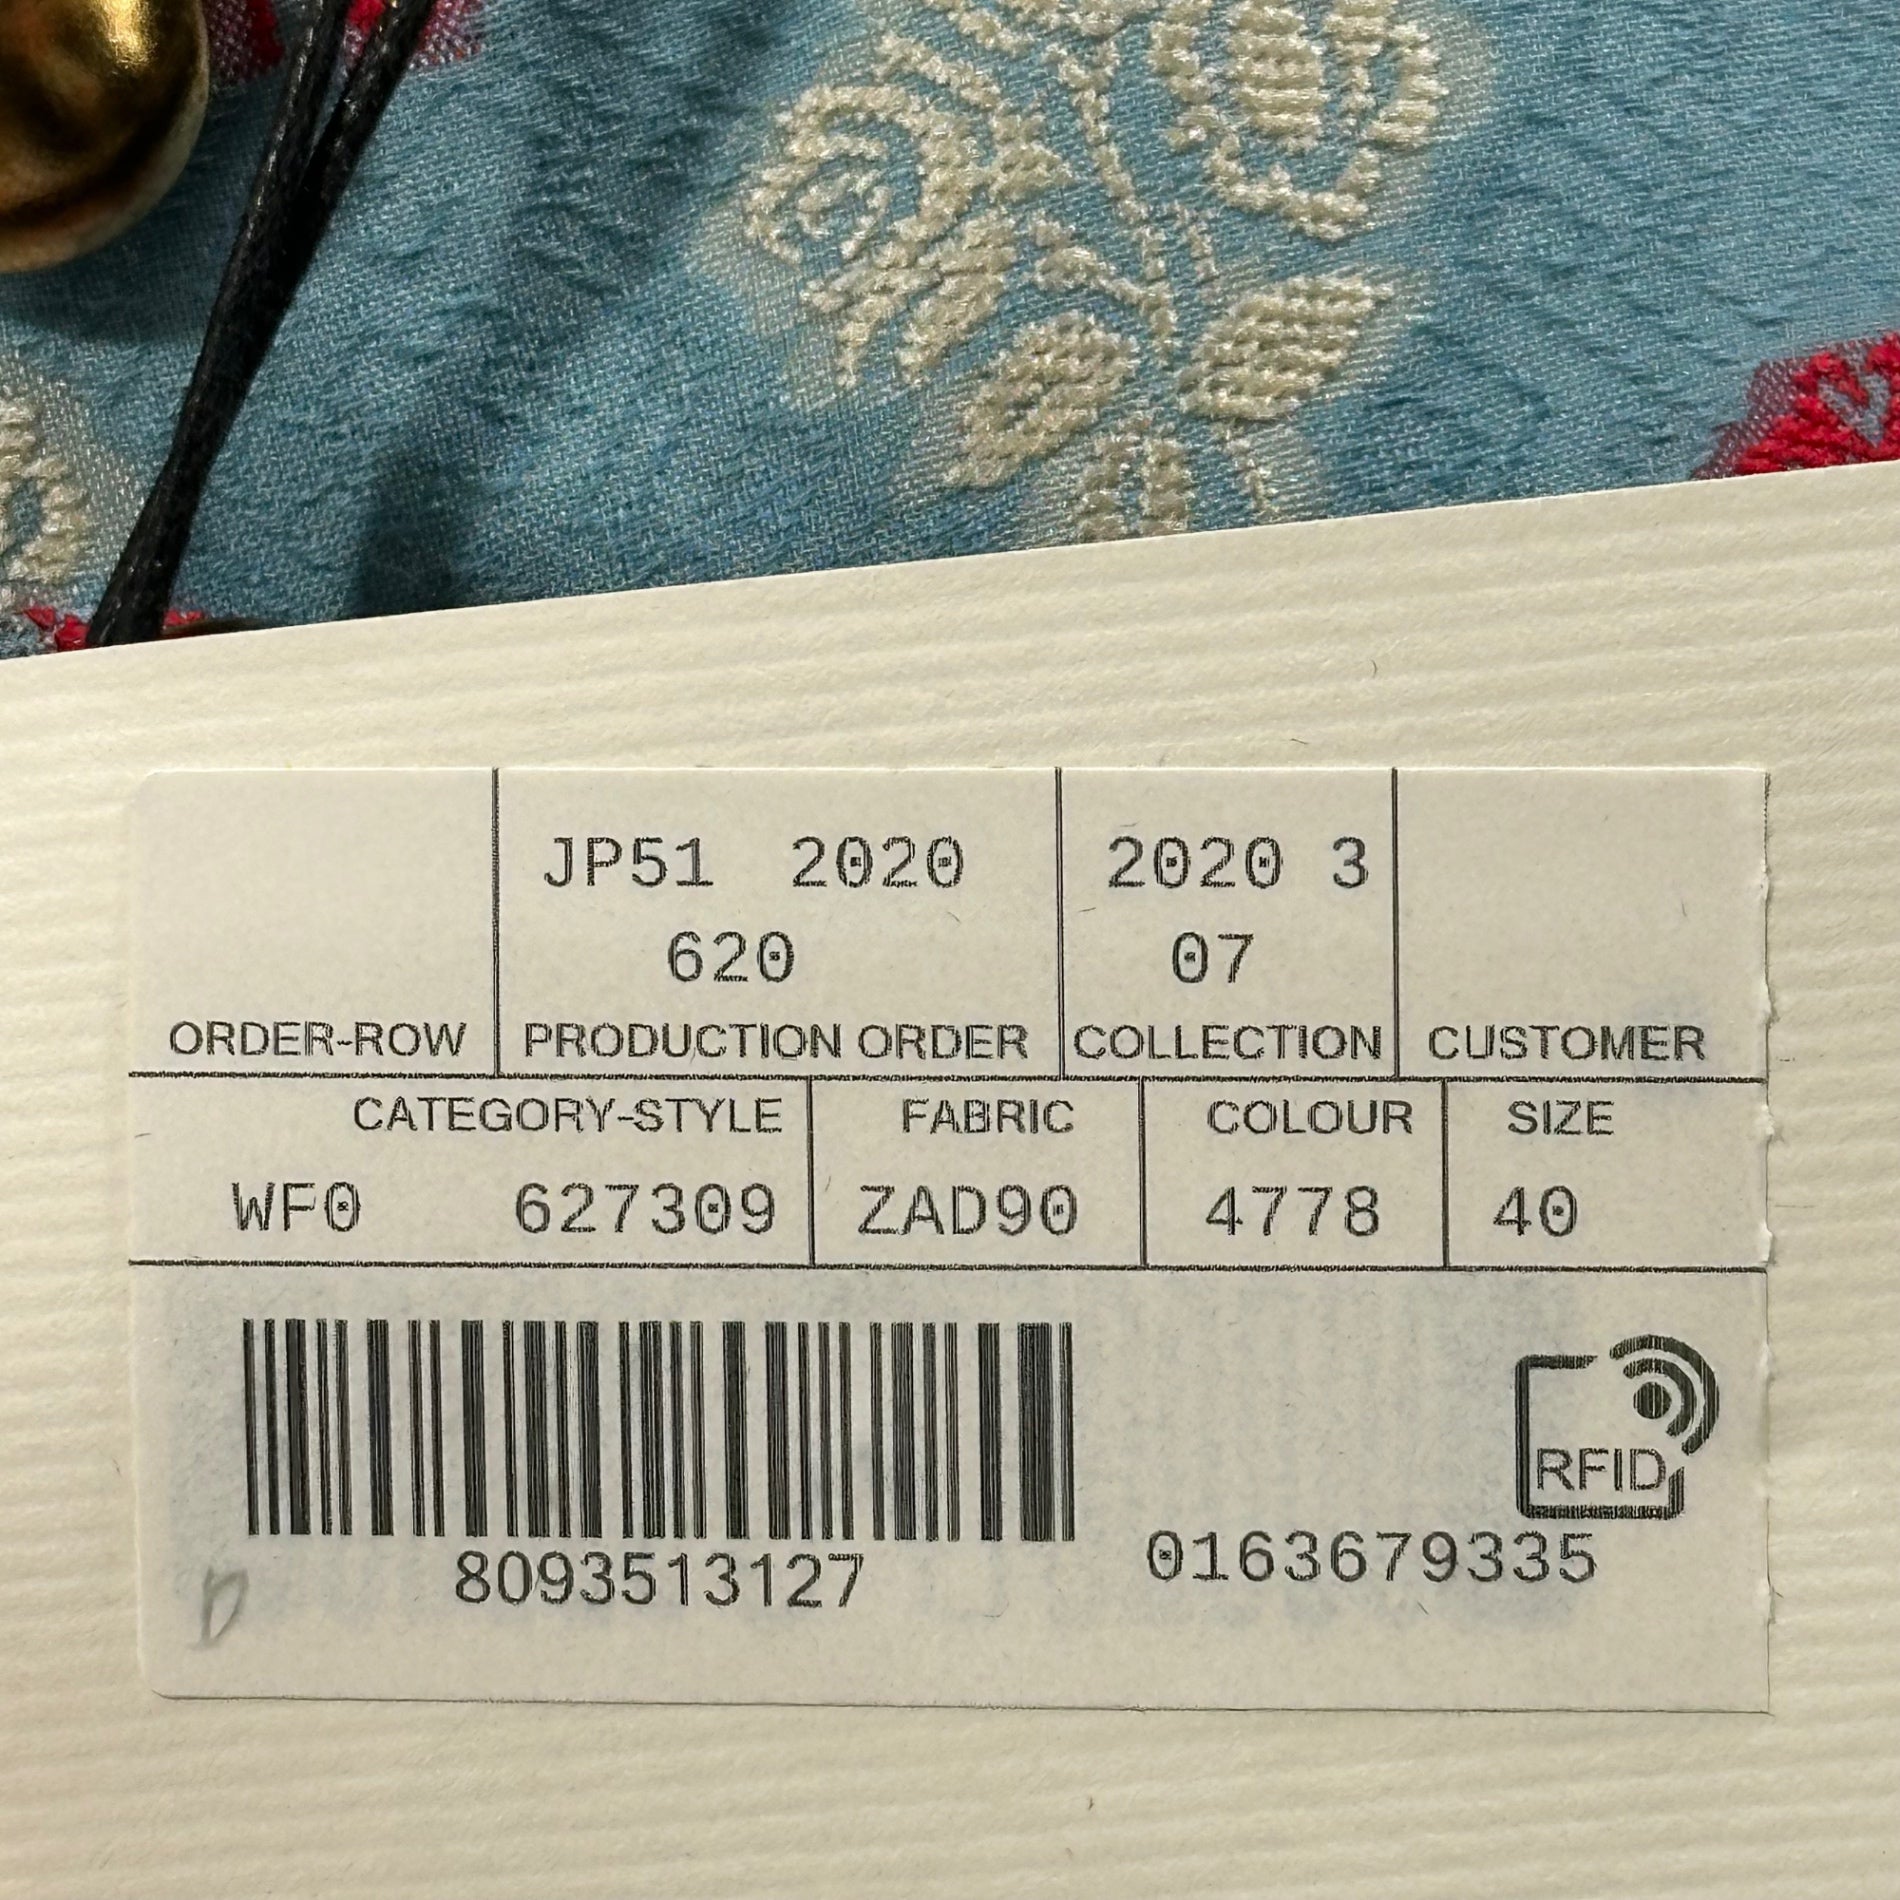 JP51 2020 2020 3
620 07
ORDER-ROW PRODUCTION ORDER COLLECTION CUSTOMER
CATEGORY-STYLE FABRIC COLOUR SIZE
WF0 627309 ZAD90 4778 40
RFID
8093513127 0163679335
D